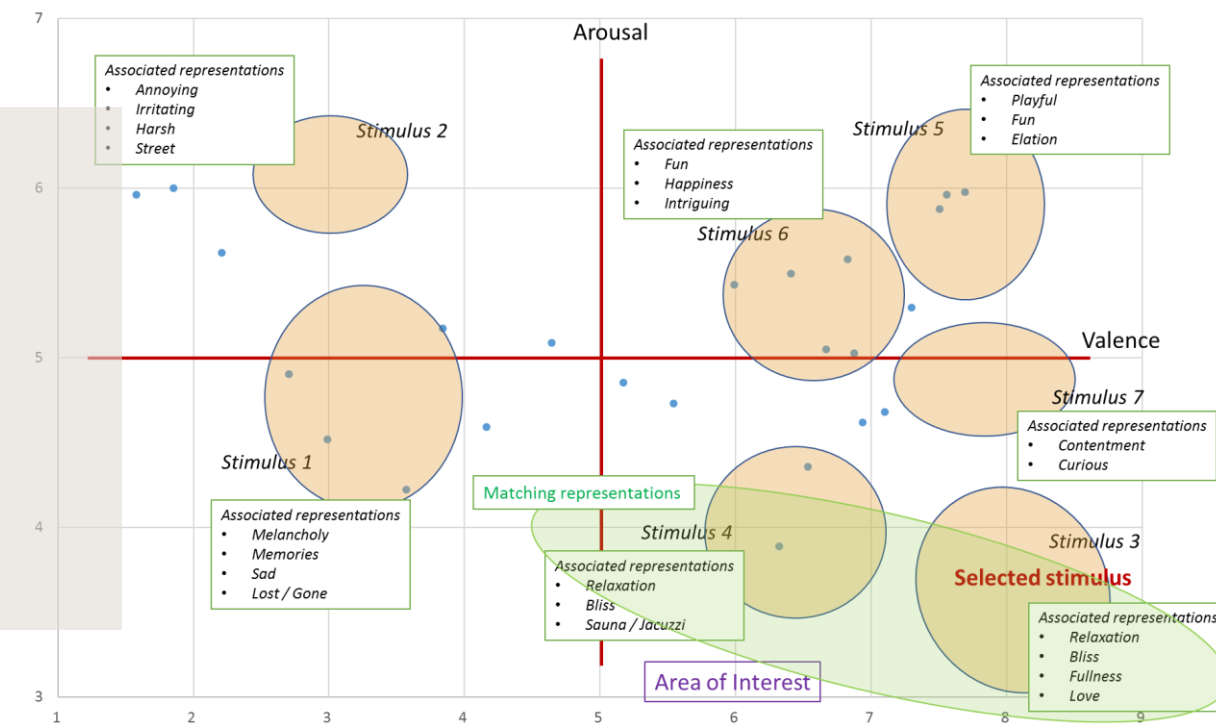 7
Arousal
Associated representations
• Annoying
• Irritating
• Harsh
• Street
Stimulus 2
Associated representations
• Fun
• Happiness
• Intriguing
Stimulus 5
Associated representations
• Playful
• Fun
• Elation
6
Stimulus 6
5
Valence
Stimulus 7
Associated representations
• Contentment
• Curious
Stimulus 1
Associated representations
• Melancholy
• Memories
• Sad
• Lost / Gone
Matching representations
4
Stimulus 4
Associated representations
• Relaxation
• Bliss
• Sauna / Jacuzzi
Stimulus 3
Selected stimulus
Associated representations
• Relaxation
• Bliss
• Fullness
• Love
Area of Interest
3
1 2 3 4 5 6 7 8 9